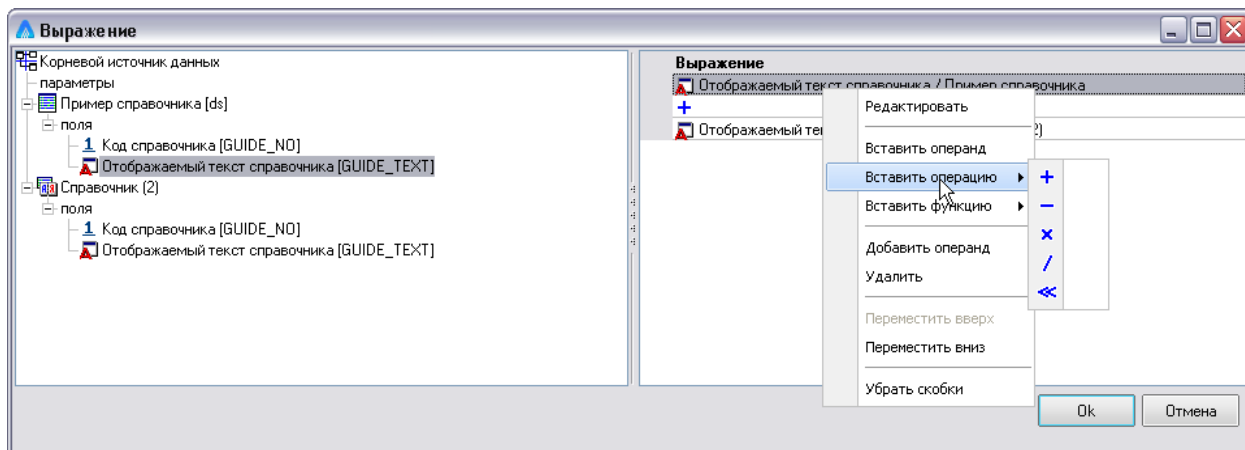 Выражение
Корневой источник данных
параметры
Пример справочника [ds]
поля
1 Код справочника [GUIDE_NO]
Отображаемый текст справочника [GUIDE_TEXT]
Справочник (2)
поля
1 Код справочника [GUIDE_NO]
Отображаемый текст справочника [GUIDE_TEXT]
Выражение
Отображаемый текст справочника / Пример справочника
+
Отображаемый 2)
Редактировать
Вставить операнд
Вставить операцию
Вставить функцию
Добавить операнд
Удалить
Переместить вверх
Переместить вниз
Убрать скобки
+
−
×
/
≪
Ok Отмена